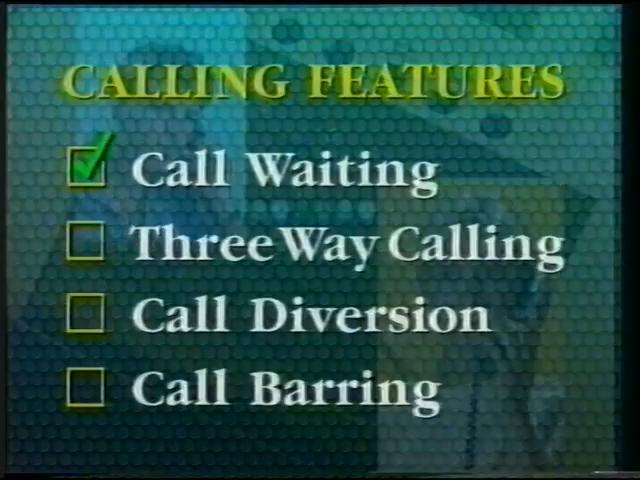 CALLING FEATURES
Call Waiting
Three Way Calling
Call Diversion
Call Barring